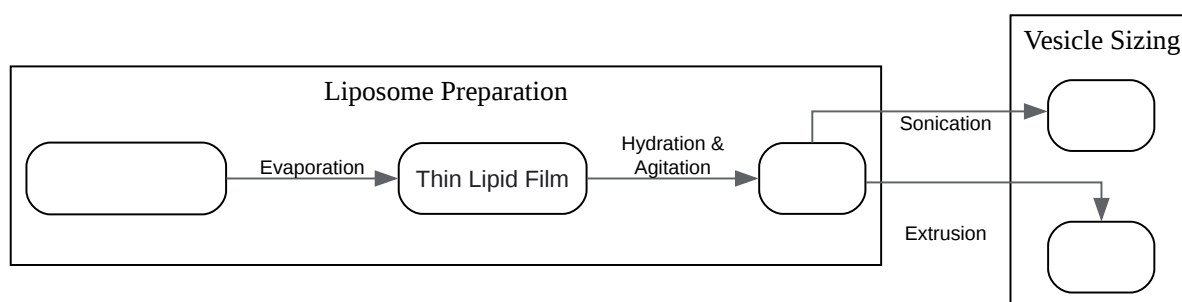 Vesicle Sizing
Liposome Preparation
Evaporation
Thin Lipid Film
Hydration &
Agitation
Sonication
Extrusion